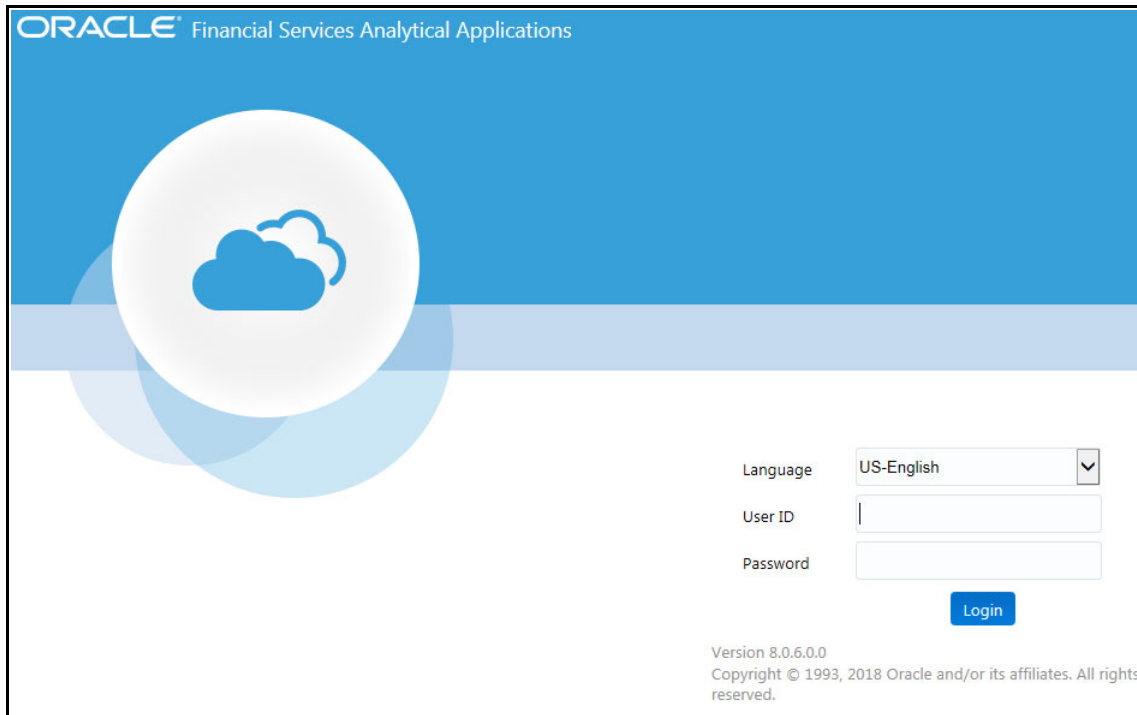 ORACLE® Financial Services Analytical Applications
Language US-English
User ID
Password
Login
Version 8.0.6.0.0
Copyright © 1993, 2018 Oracle and/or its affiliates. All rights
reserved.